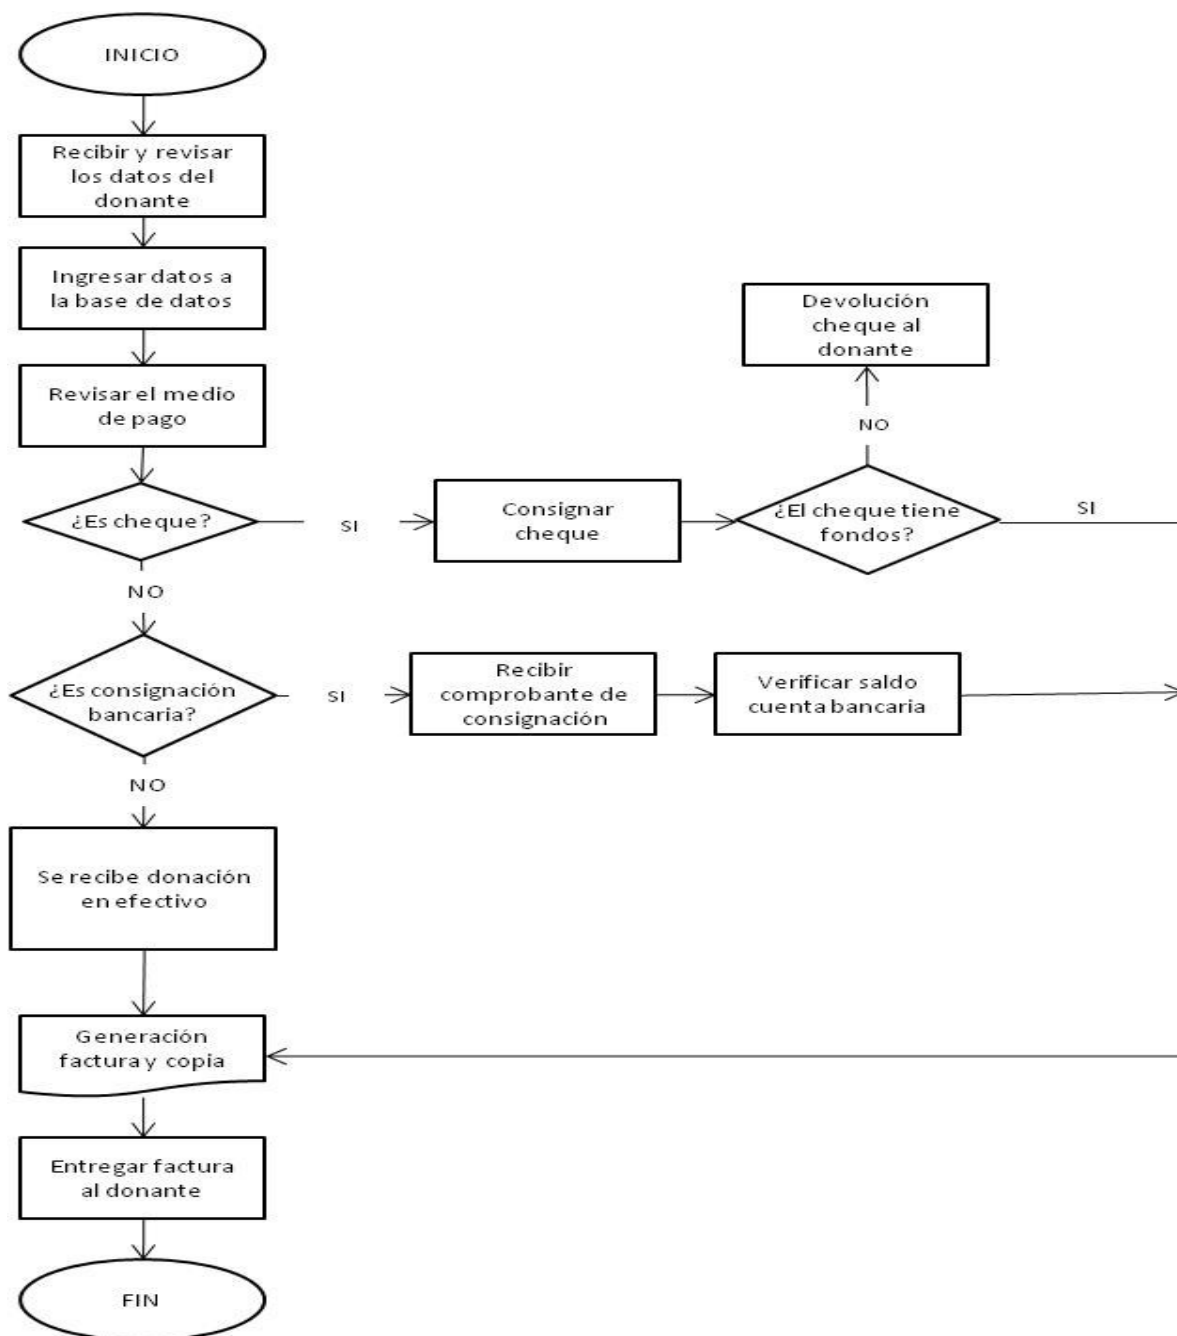 INICIO
Recibir y revisar
los datos del
donante
Ingresar datos a
la base de datos
Devolución
cheque al
donante
Revisar el medio
de pago
NO
¿Es cheque?
SI
Consignar
cheque
¿El cheque tiene
fondos?
SI
NO
¿Es consignación
bancaria?
SI
Recibir
comprobante de
consignación
Verificar saldo
cuenta bancaria
NO
Se recibe donación
en efectivo
Generación
factura y copia
Entregar factura
al donante
FIN